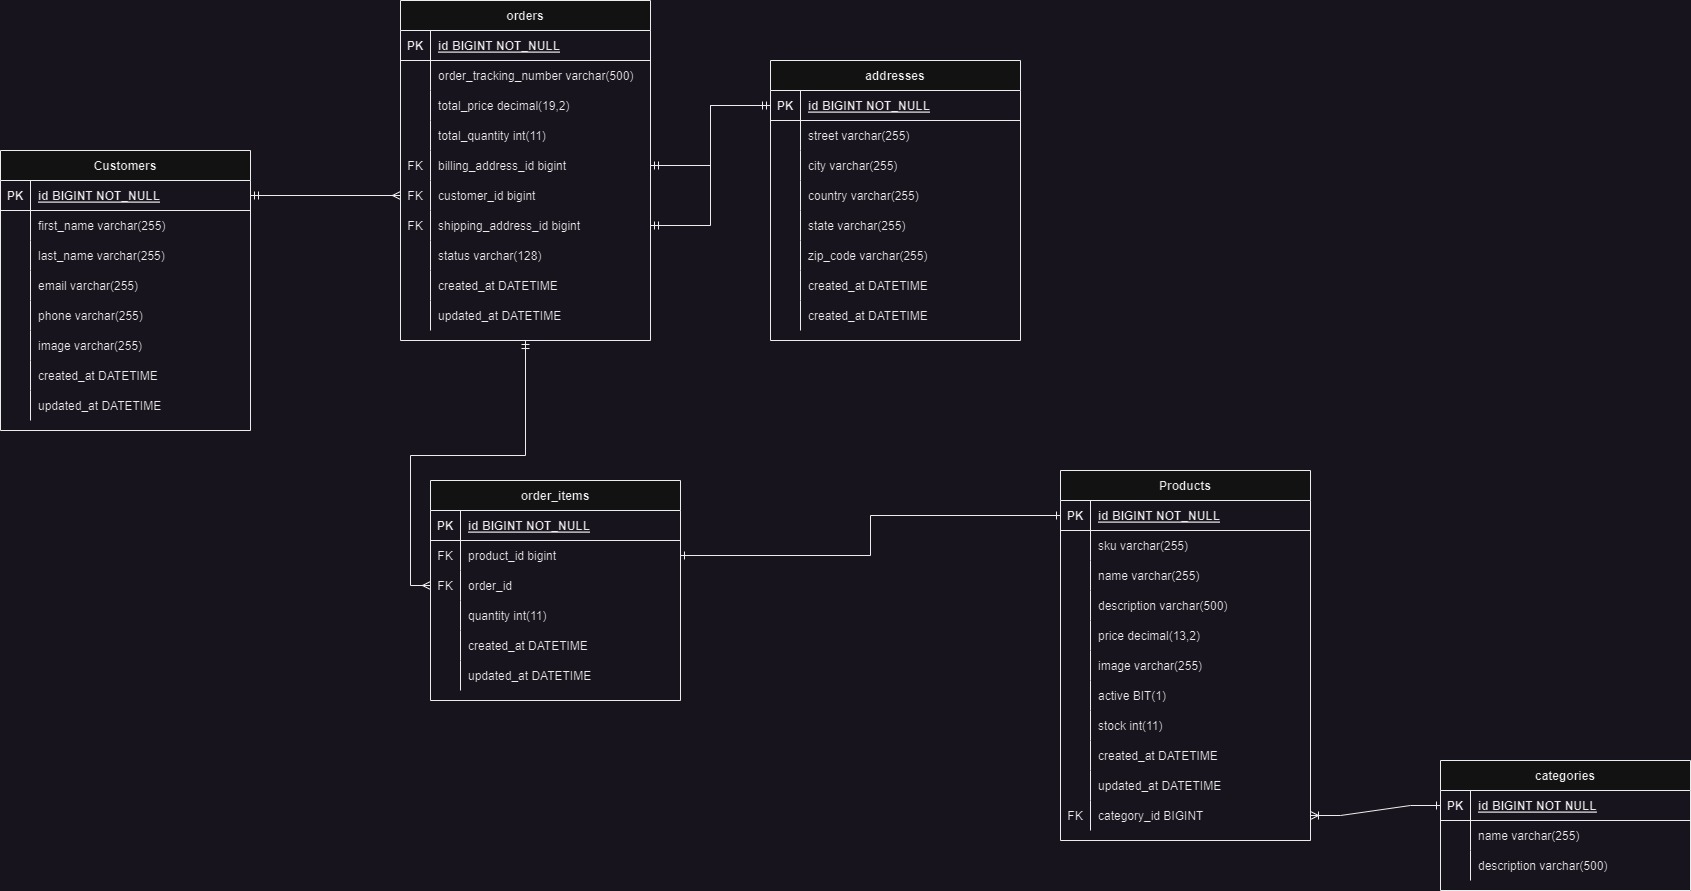 orders
PK id BIGINT NOT_NULL
order_tracking_number varchar(500)
total_price decimal(19,2)
total_quantity int(11)
FK billing_address_id bigint
FK customer_id bigint
FK shipping_address_id bigint
status varchar(128)
created_at DATETIME
updated_at DATETIME
addresses
PK id BIGINT NOT_NULL
street varchar(255)
city varchar(255)
country varchar(255)
state varchar(255)
zip_code varchar(255)
created_at DATETIME
created_at DATETIME
Customers
PK id BIGINT NOT_NULL
first_name varchar(255)
last_name varchar(255)
email varchar(255)
phone varchar(255)
image varchar(255)
created_at DATETIME
updated_at DATETIME
order_items
PK id BIGINT NOT_NULL
FK product_id bigint
FK order_id
quantity int(11)
created_at DATETIME
updated_at DATETIME
Products
PK id BIGINT NOT_NULL
sku varchar(255)
name varchar(255)
description varchar(500)
price decimal(13,2)
image varchar(255)
active BIT(1)
stock int(11)
created_at DATETIME
updated_at DATETIME
FK category_id BIGINT
categories
PK id BIGINT NOT NULL
name varchar(255)
description varchar(500)